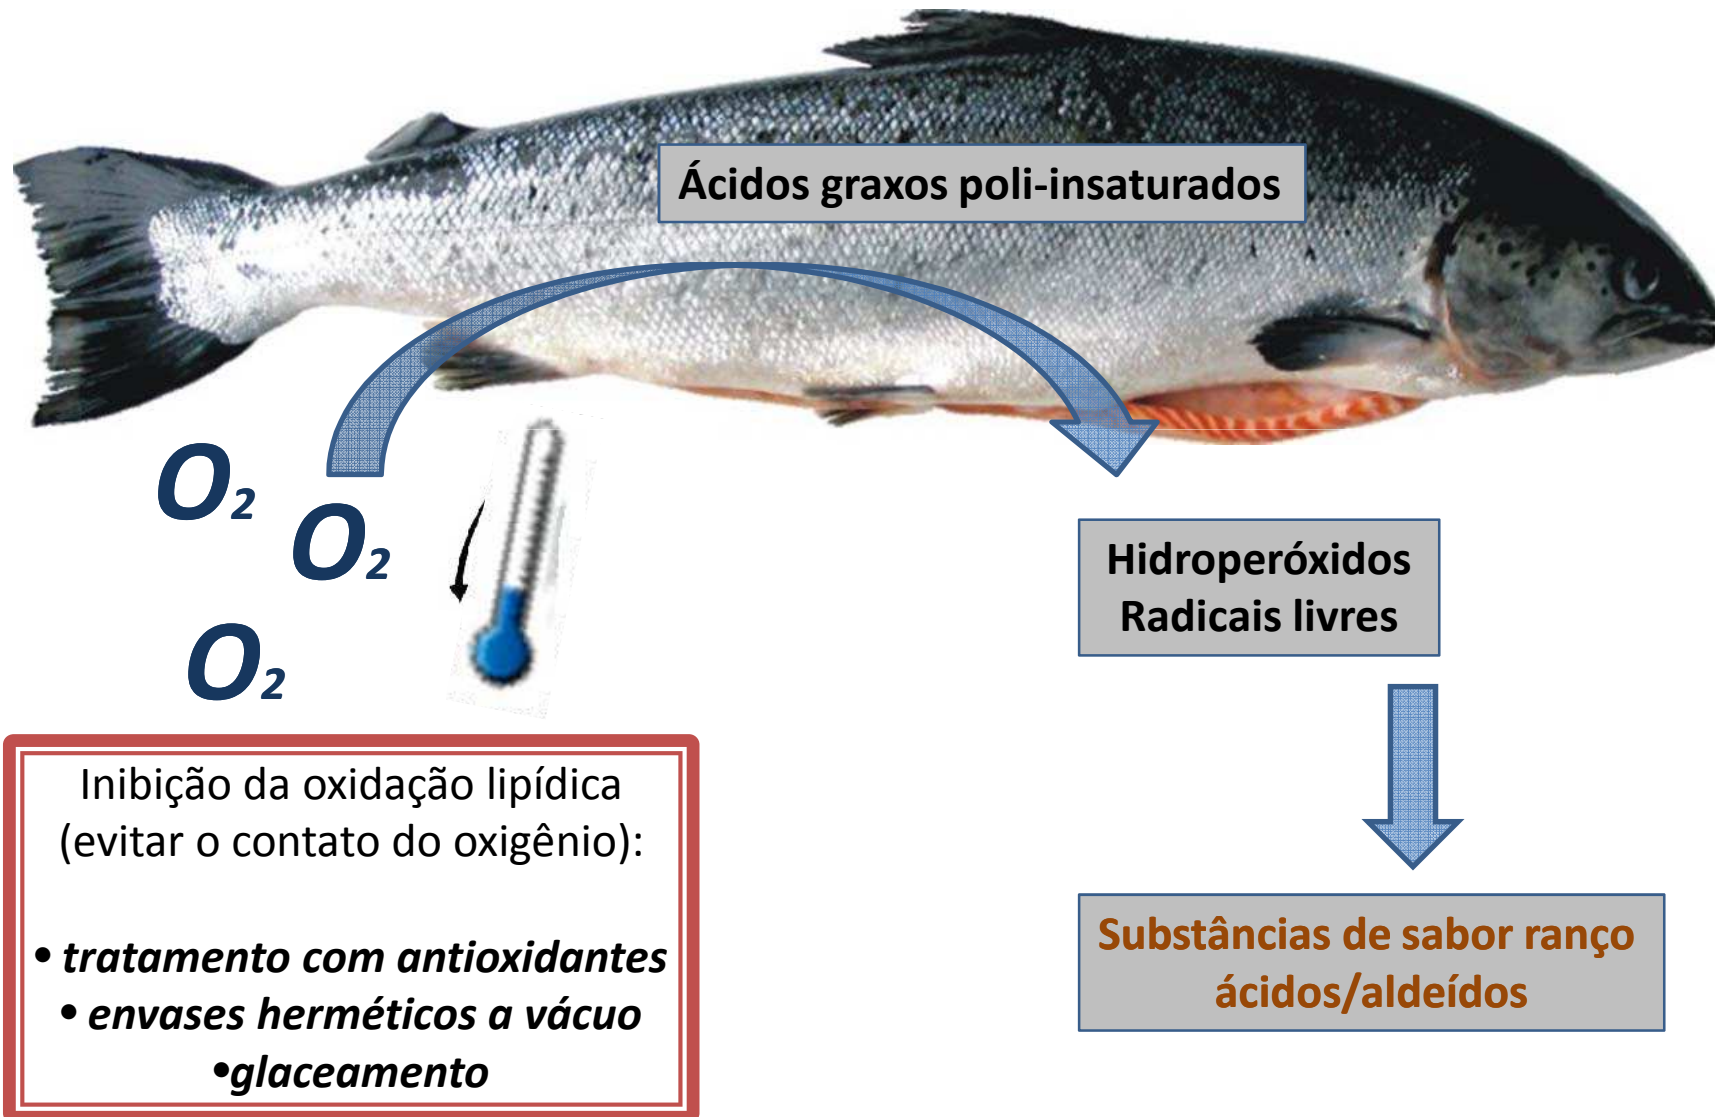 Ácidos graxos poli-insaturados
O2
O2
O2
Hidroperóxidos
Radicais livres
Inibição da oxidação lipídica
(evitar o contato do oxigênio):
• tratamento com antioxidantes
• envases herméticos a vácuo
•glaceamento
Substâncias de sabor ranço
ácidos/aldeídos